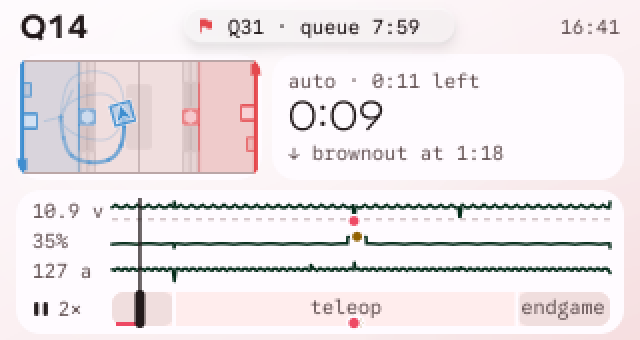 Q14
Q31 · queue 7:59
16:41
auto · 0:11 left
0:09
↓ brownout at 1:18
10.9 v
35%
127 a
2×
teleop
endgame